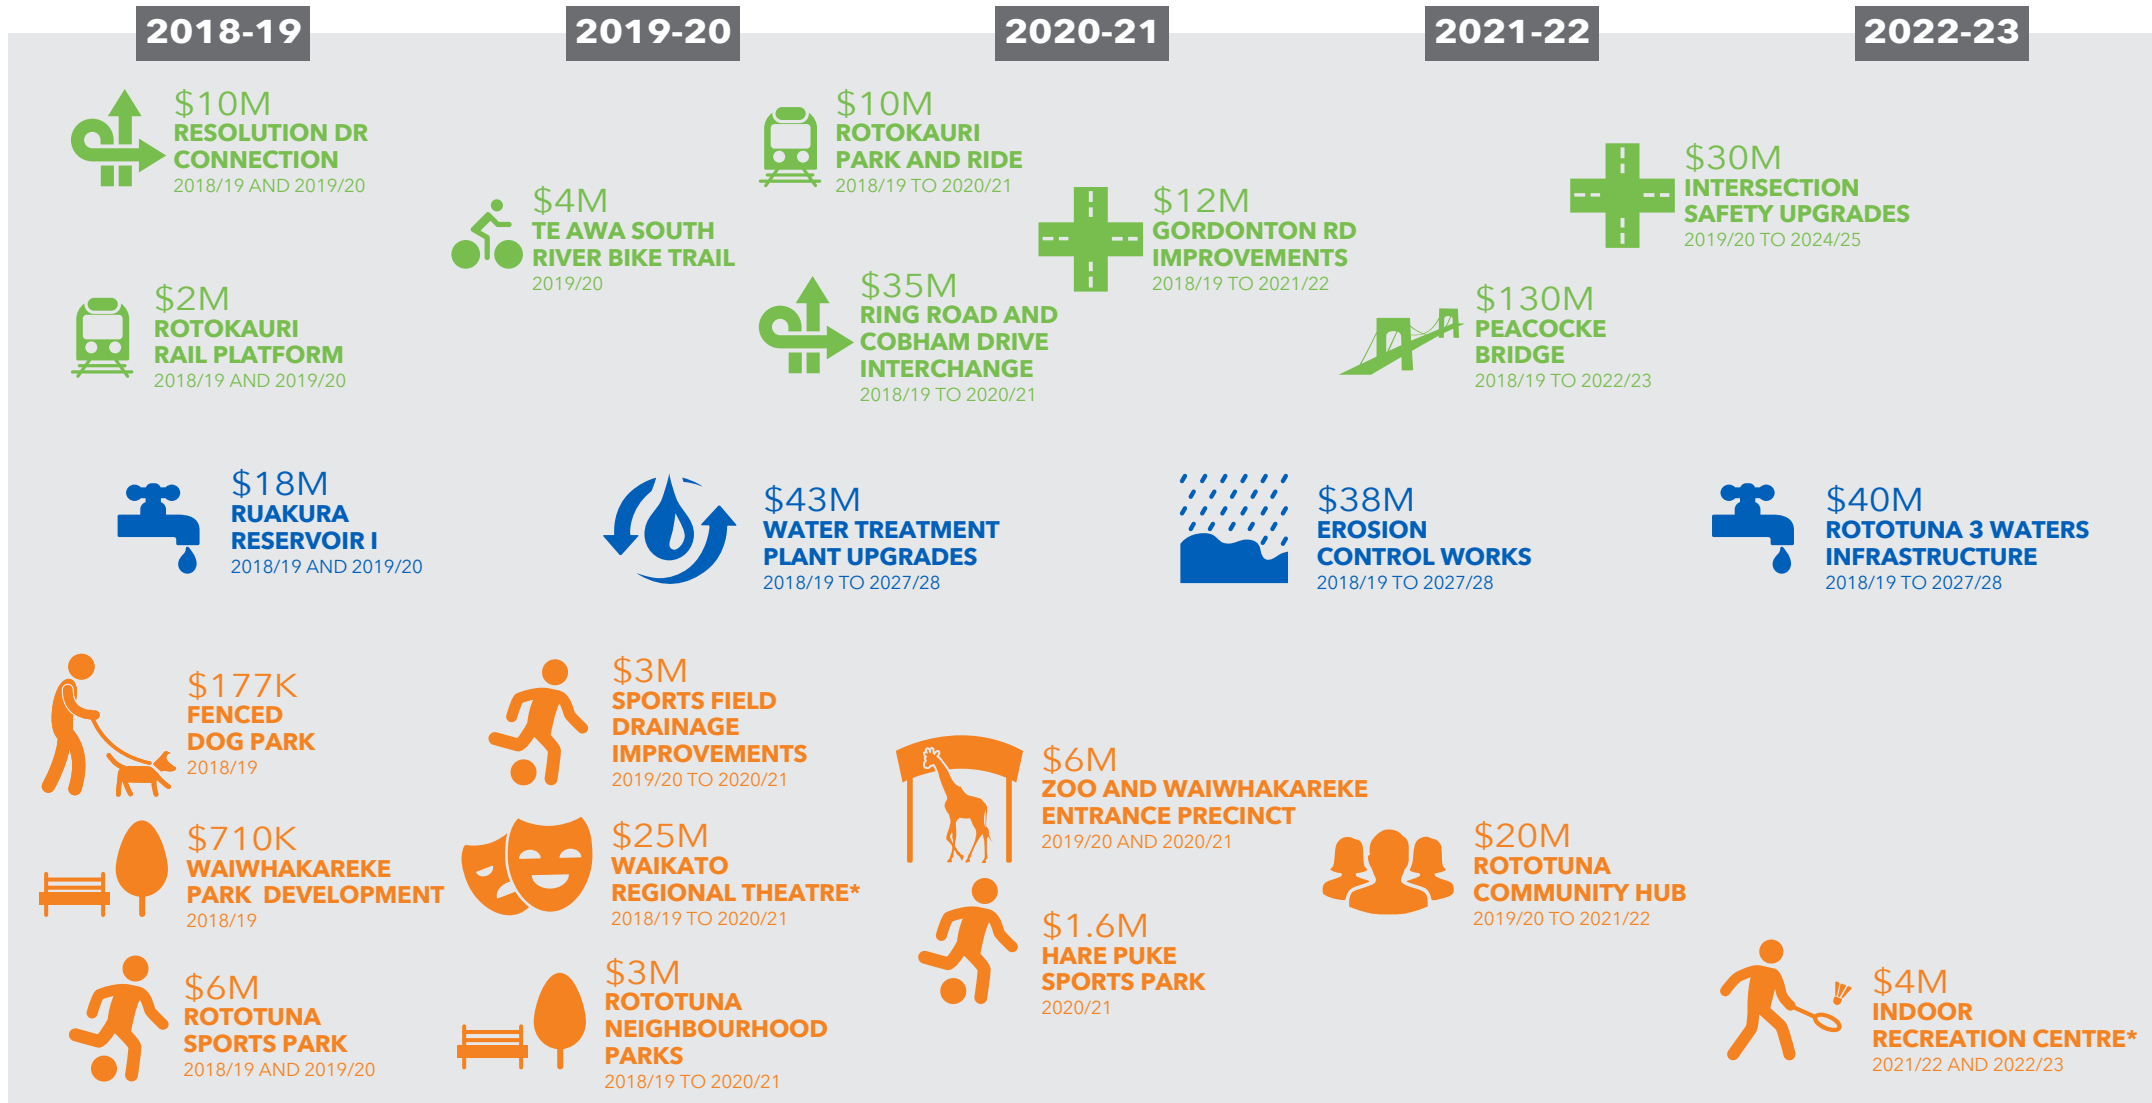 2018-19
2019-20
2020-21
2021-22
2022-23
$10M
RESOLUTION DR
CONNECTION
2018/19 AND 2019/20
$10M
ROTOKAURI
PARK AND RIDE
2018/19 TO 2020/21
$30M
INTERSECTION
SAFETY UPGRADES
2019/20 TO 2024/25
$4M
TE AWA SOUTH
RIVER BIKE TRAIL
2019/20
$12M
GORDONTON RD
IMPROVEMENTS
2018/19 TO 2021/22
$2M
ROTOKAURI
RAIL PLATFORM
2018/19 AND 2019/20
$35M
RING ROAD AND
COBHAM DRIVE
INTERCHANGE
2018/19 TO 2020/21
$130M
PEACOCKE
BRIDGE
2018/19 TO 2022/23
$18M
RUAKURA
RESERVOIR I
2018/19 AND 2019/20
$43M
WATER TREATMENT
PLANT UPGRADES
2018/19 TO 2027/28
$38M
EROSION
CONTROL WORKS
2018/19 TO 2027/28
$40M
ROTOTUNA 3 WATERS
INFRASTRUCTURE
2018/19 TO 2027/28
$177K
FENCED
DOG PARK
2018/19
$3M
SPORTS FIELD
DRAINAGE
IMPROVEMENTS
2019/20 TO 2020/21
$6M
ZOO AND WAIWHAKAREKE
ENTRANCE PRECINCT
2019/20 AND 2020/21
$710K
WAIWHAKAREKE
PARK DEVELOPMENT
2018/19
$25M
WAIKATO
REGIONAL THEATRE*
2018/19 TO 2020/21
$20M
ROTOTUNA
COMMUNITY HUB
2019/20 TO 2021/22
$1.6M
HARE PUKE
SPORTS PARK
2020/21
$6M
ROTOTUNA
SPORTS PARK
2018/19 AND 2019/20
$3M
ROTOTUNA
NEIGHBOURHOOD
PARKS
2018/19 TO 2020/21
$4M
INDOOR
RECREATION CENTRE*
2021/22 AND 2022/23